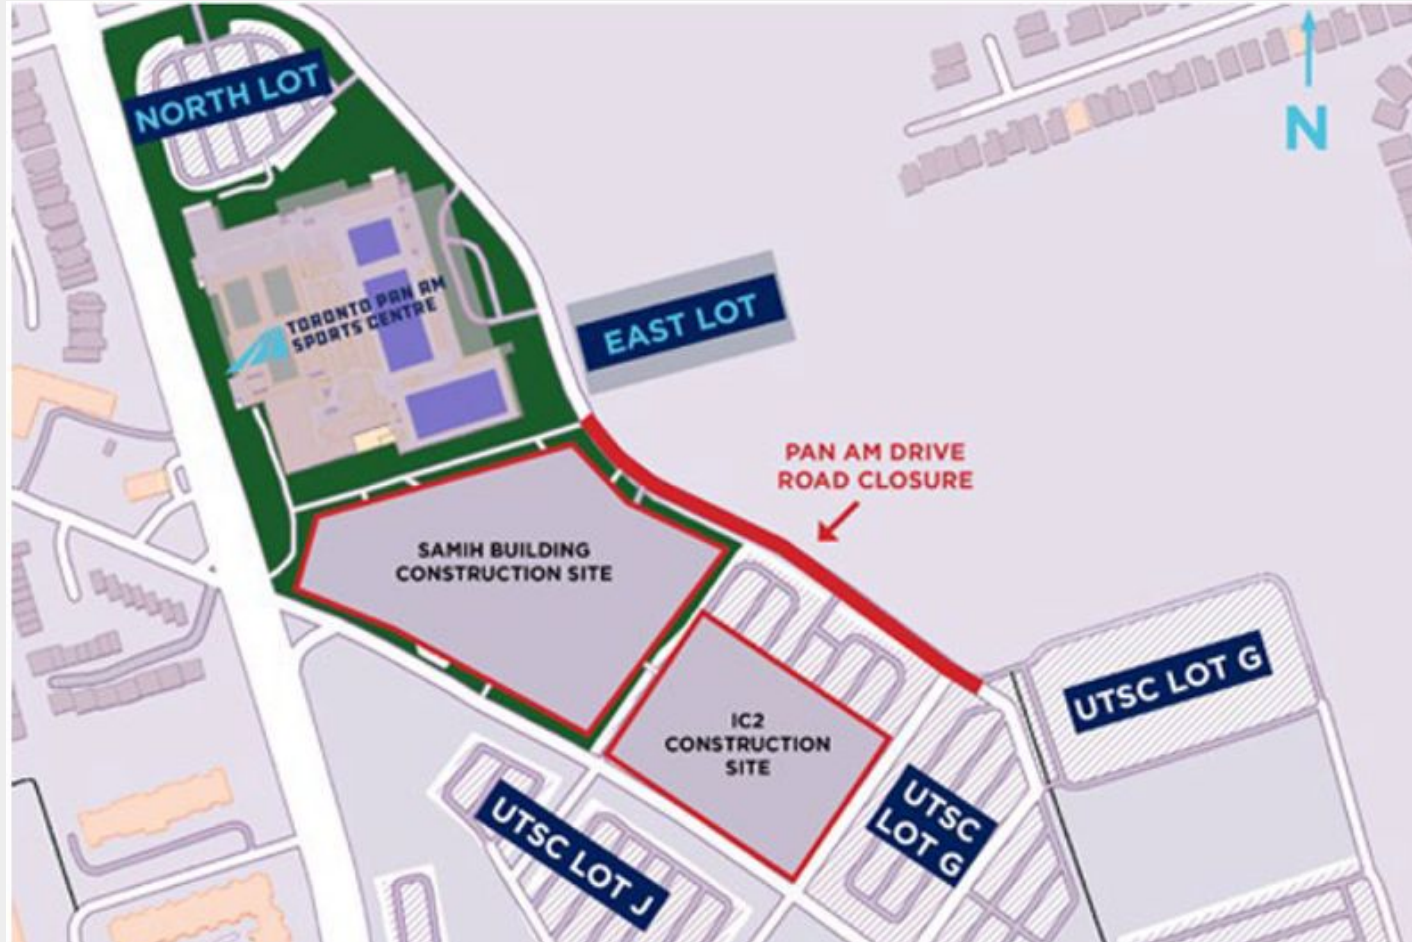 NORTH LOT
N
TORONTO PAN AM
SPORTS CENTRE
EAST LOT
PAN AM DRIVE
ROAD CLOSURE
SAMIH BUILDING
CONSTRUCTION SITE
UTSC LOT G
IC2
CONSTRUCTION
SITE
UTSC
LOT G
UTSC LOT J